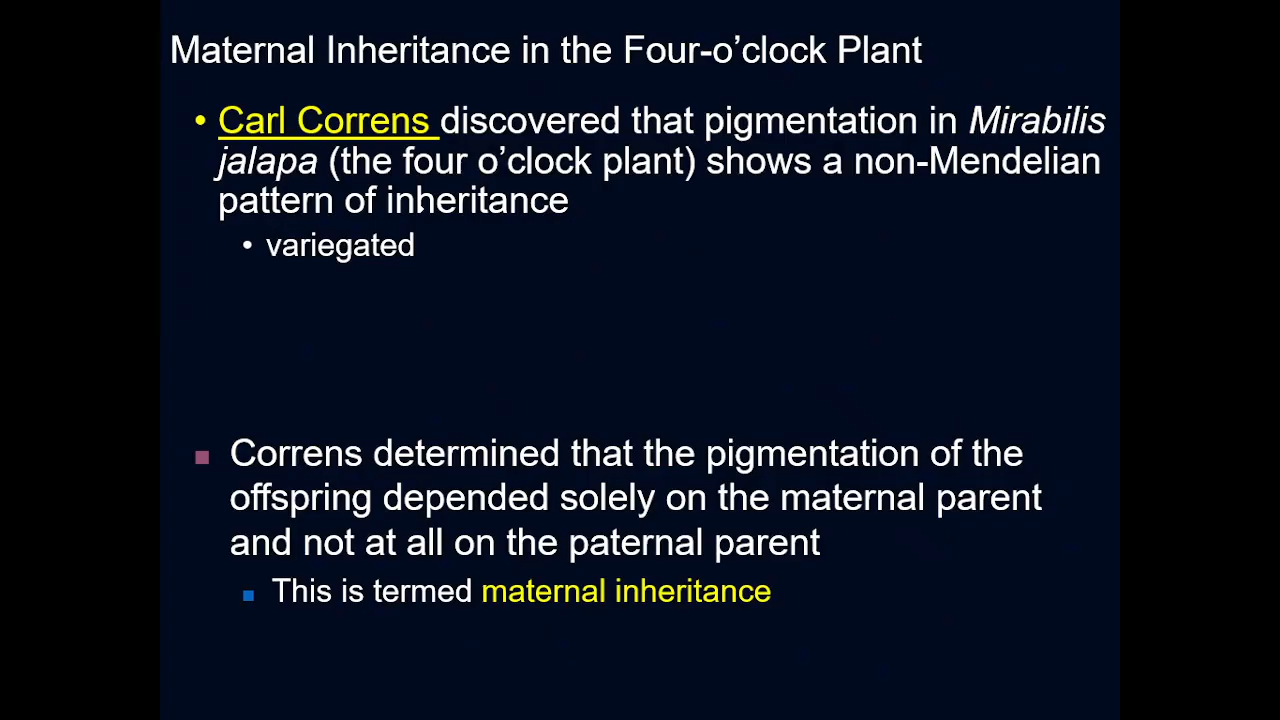 Maternal Inheritance in the Four-o’clock Plant
• Carl Correns discovered that pigmentation in Mirabilis
jalapa (the four o’clock plant) shows a non-Mendelian
pattern of inheritance
• variegated
■ Correns determined that the pigmentation of the
offspring depended solely on the maternal parent
and not at all on the paternal parent
■ This is termed maternal inheritance